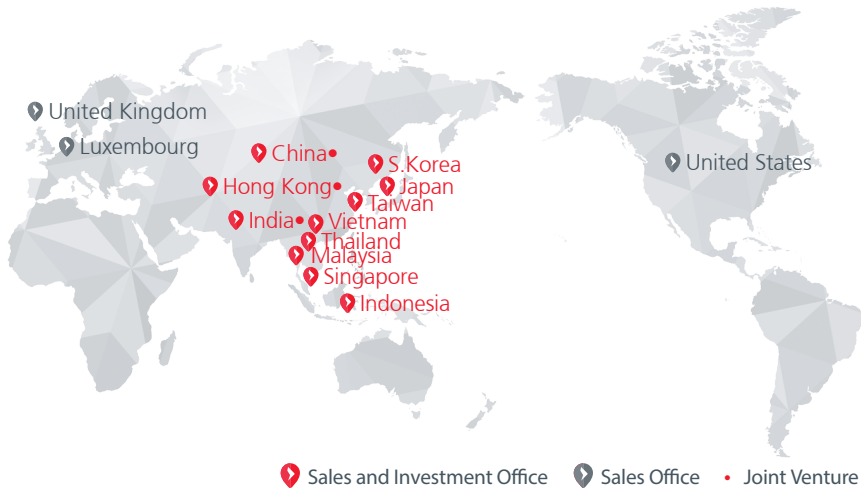 United Kingdom
Luxembourg
China•
S.Korea
Hong Kong•
Japan
Taiwan
India•
Vietnam
Thailand
Malaysia
Singapore
Indonesia
United States
Sales and Investment Office Sales Office • Joint Venture